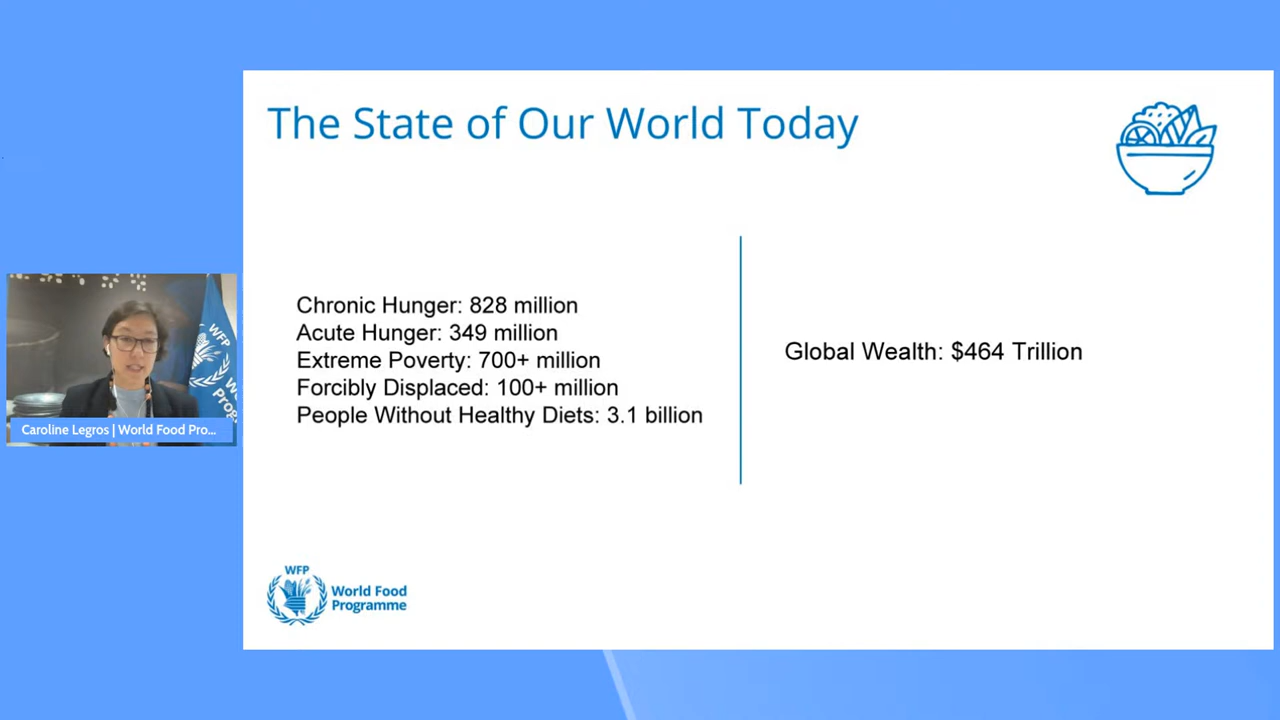 The State of Our World Today
Chronic Hunger: 828 million
Acute Hunger: 349 million
Extreme Poverty: 700+ million
Forcibly Displaced: 100+ million
People Without Healthy Diets: 3.1 billion
Global Wealth: $464 Trillion
WFP
Caroline Legros | World Food Pro...
WFP
World Food
Programme